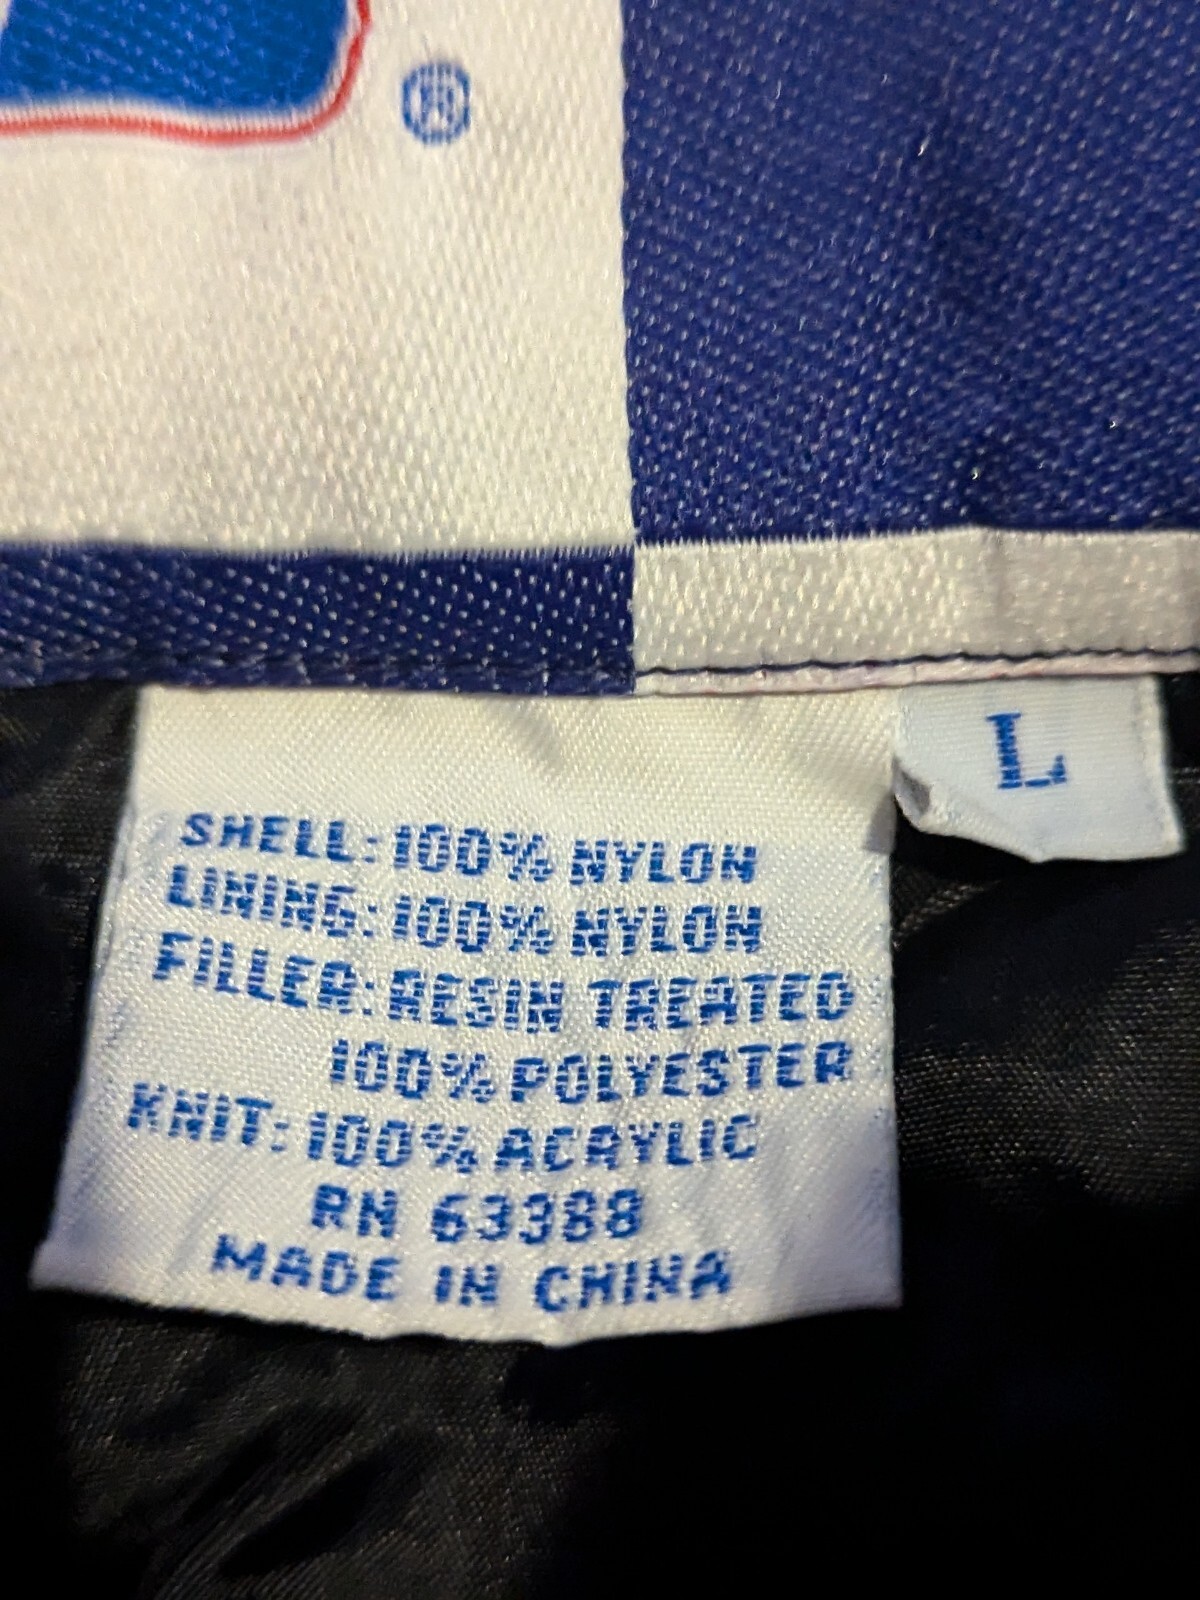 ®
L
SHELL: 100% NYLON
LINING: 100% NYLON
FILLER: RESIN TREATED
100% POLYESTER
KNIT: 100% ACRYLIC
RN 63388
MADE IN CHINA